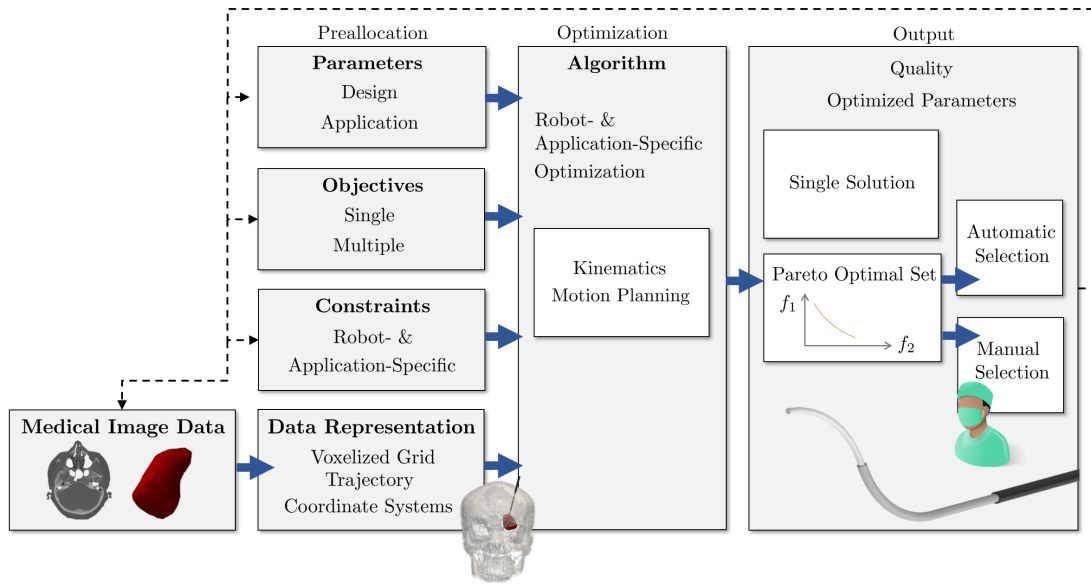 Preallocation
Optimization
Output
Parameters
Design
Application
Objectives
Single
Multiple
Constraints
Robot- &
Application-Specific
Medical Image Data
Data Representation
Voxelized Grid
Trajectory
Coordinate Systems
Algorithm
Robot- &
Application-Specific
Optimization
Kinematics
Motion Planning
Quality
Optimized Parameters
Single Solution
Pareto Optimal Set
f1
f2
Automatic
Selection
Manual
Selection